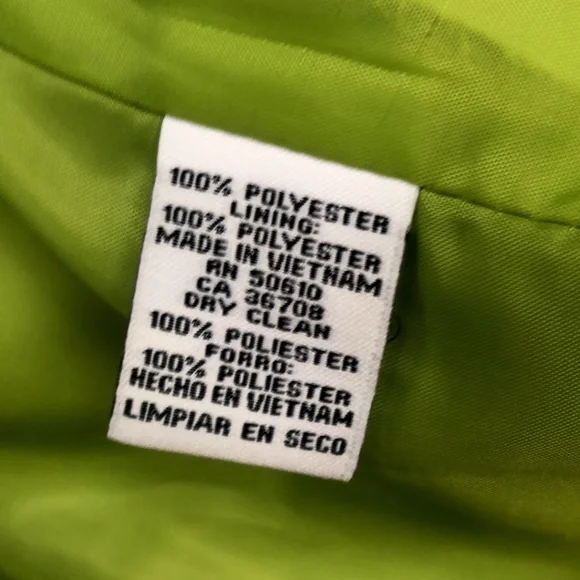 100% POLYESTER
LINING:
100% POLYESTER
MADE IN VIETNAM
RN 50610
CA 36708
DRY CLEAN
100% POLIESTER
FORRO:
100% POLIESTER
HECHO EN VIETNAM
LIMPIAR EN SECO